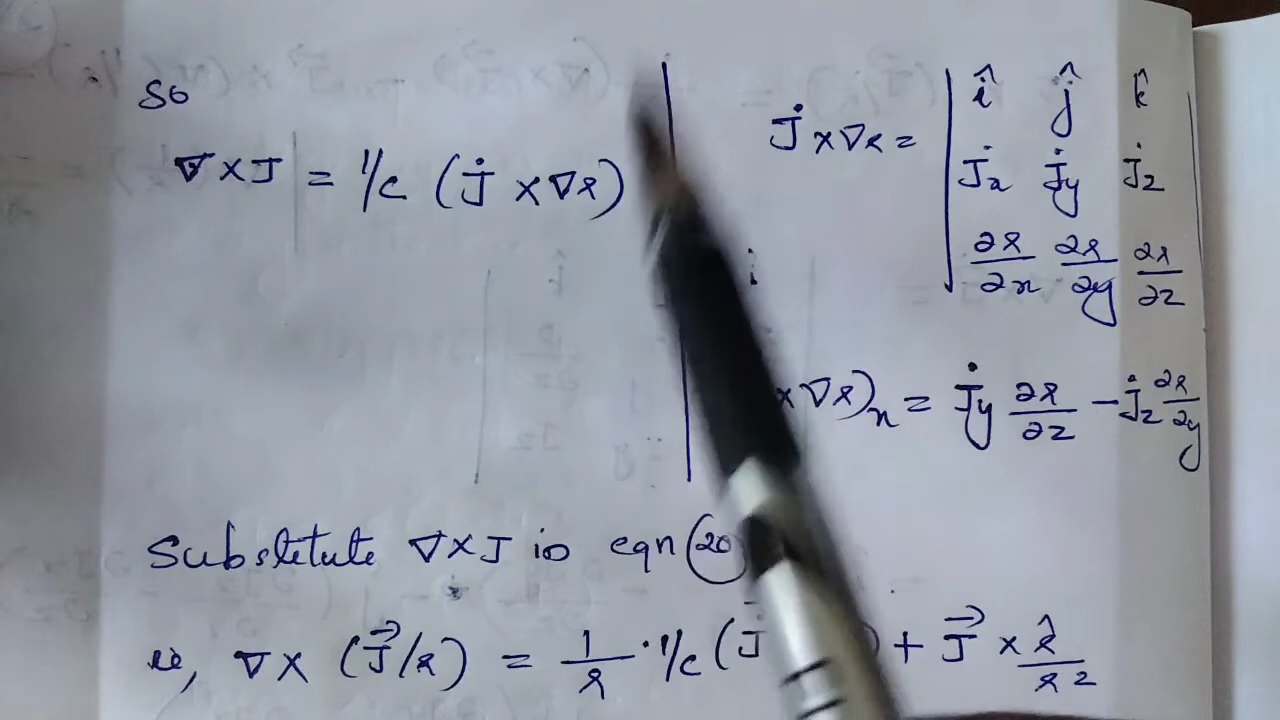 So
∇×J = 1/c (J̇ ×∇r)
J̇ ×∇r = | î ĵ k̂
J̇x J̇y J̇z
∂r/∂x ∂r/∂y ∂r/∂z
×∇r)x = J̇y ∂r/∂z − J̇z ∂r/∂y
Substitute ∇×J in eqn (20)
ie, ∇× (J⃗/r) = 1/r · 1/c (J ) + J⃗ × r̂/r²